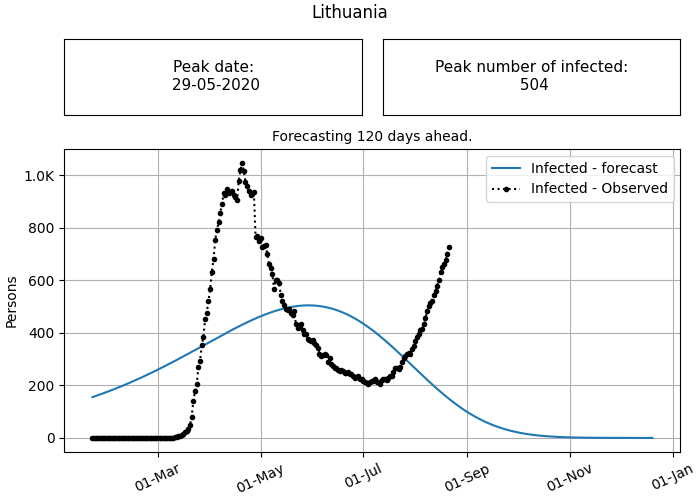 Lithuania
Peak date:
29-05-2020
Peak number of infected:
504
Forecasting 120 days ahead.
Infected - forecast
Infected - Observed
Persons
1.0K
800
600
400
200
0
01-Mar
01-May
01-Jul
01-Sep
01-Nov
01-Jan